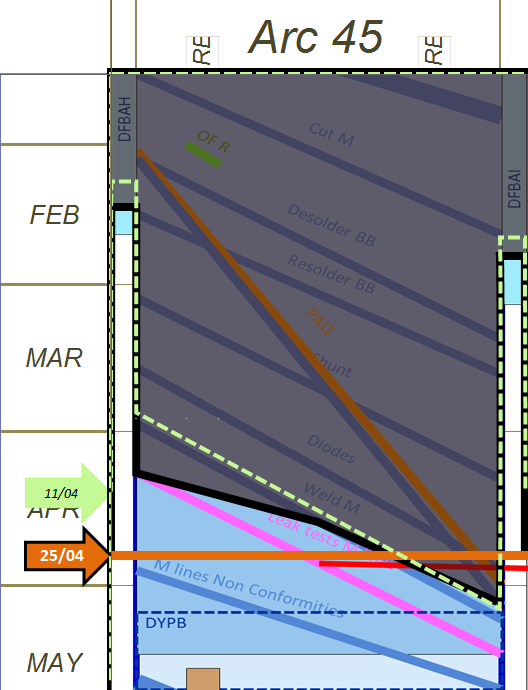 Arc 45
RE
RE
DFBAH
DFBAI
Cut M
OF R
FEB
Desolder BB
Resolder BB
PAQ
MAR
Shunt
Diodes
Weld M
11/04
APR
Leak tests M
25/04
M lines Non Conformities
DYPB
MAY